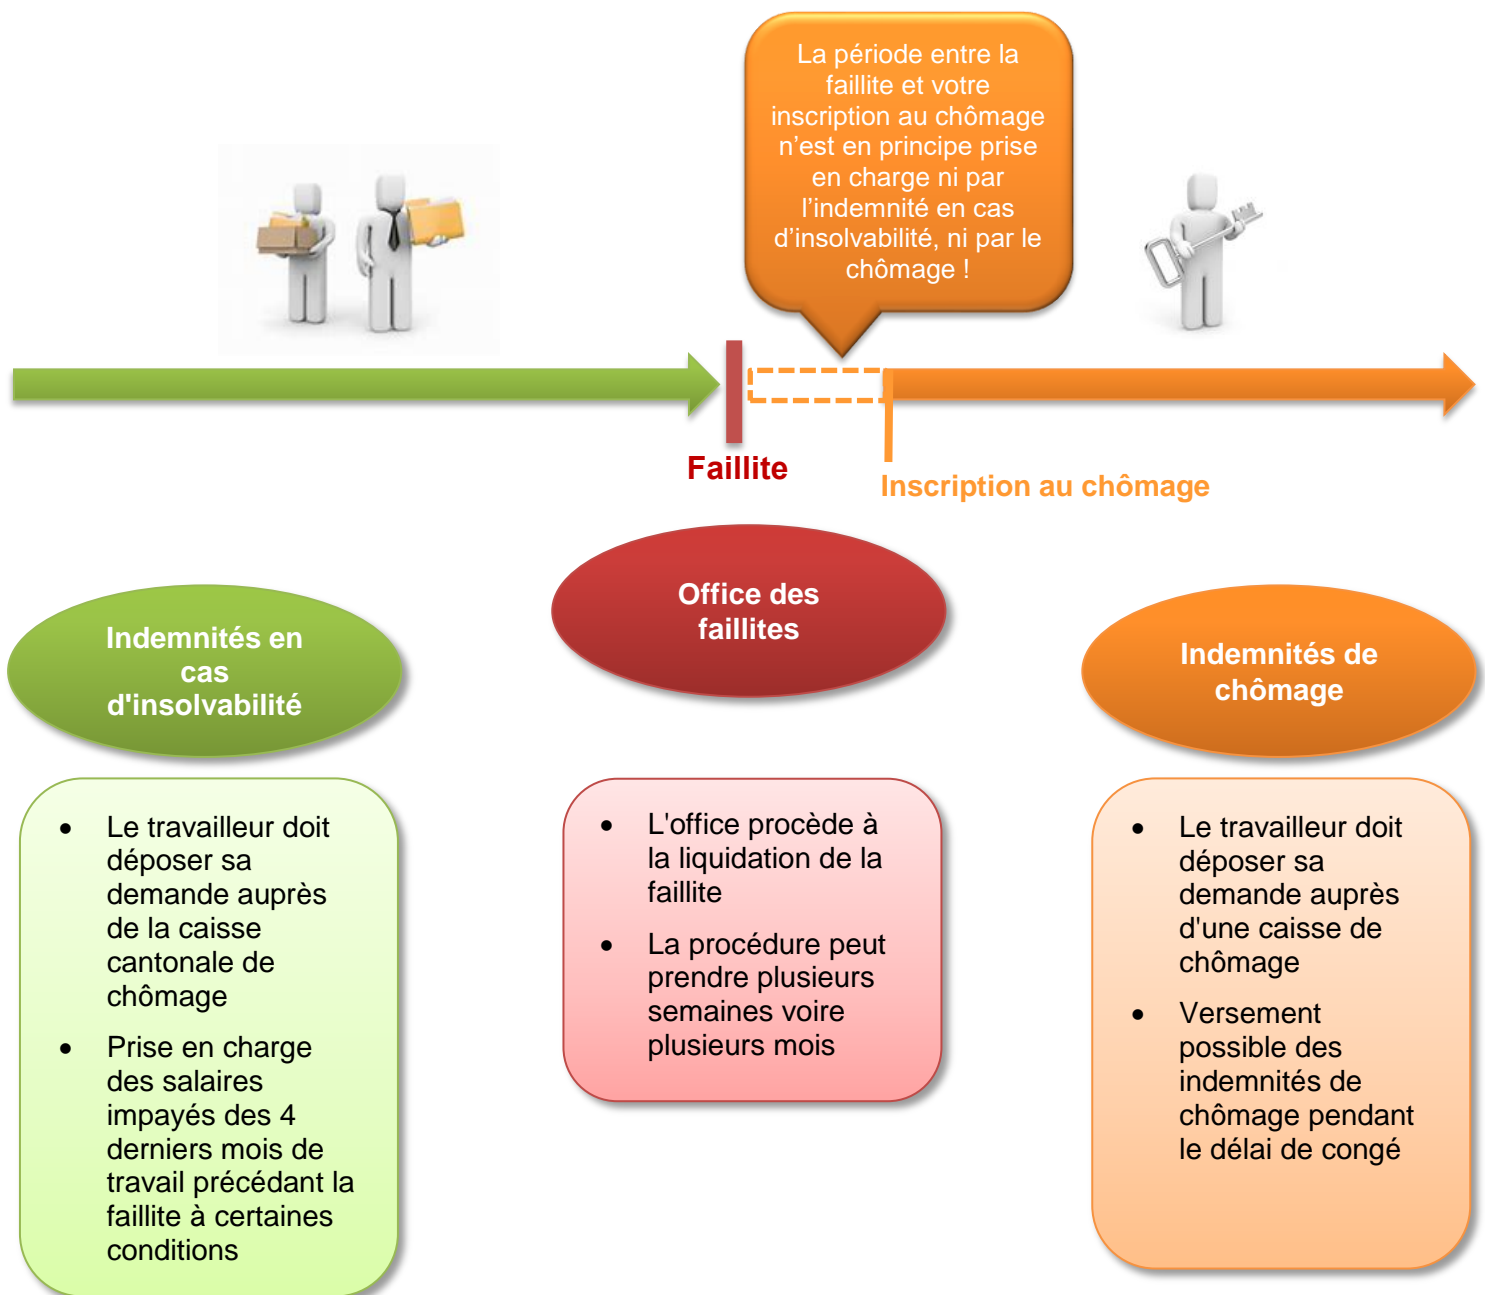 La période entre la
faillite et votre
inscription au chômage
n'est en principe prise
en charge ni par
l'indemnité en cas
d'insolvabilité, ni par le
chômage !
Faillite
Inscription au chômage
Indemnités en
cas
d'insolvabilité
Office des
faillites
Indemnités de
chômage
• Le travailleur doit
déposer sa
demande auprès
de la caisse
cantonale de
chômage
• Prise en charge
des salaires
impayés des 4
derniers mois de
travail précédant la
faillite à certaines
conditions
• L'office procède à
la liquidation de la
faillite
• La procédure peut
prendre plusieurs
semaines voire
plusieurs mois
• Le travailleur doit
déposer sa
demande auprès
d'une caisse de
chômage
• Versement
possible des
indemnités de
chômage pendant
le délai de congé